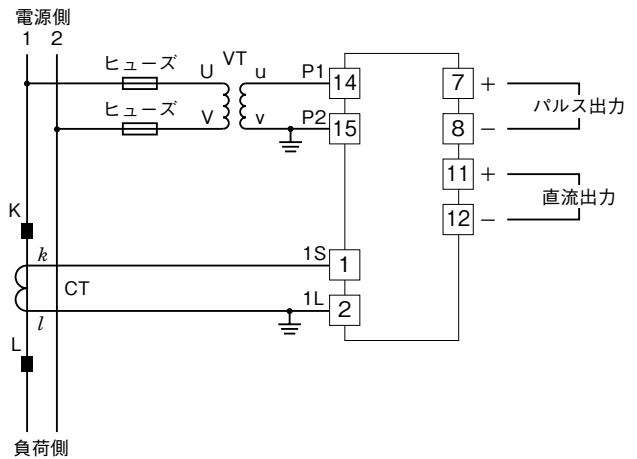 電源側
1 2
ヒューズ U VT u P1 14 7 +
パルス出力
ヒューズ V v P2 15 8 −
11 +
直流出力
12 −
K
k 1S 1
CT
l 1L 2
L
負荷側